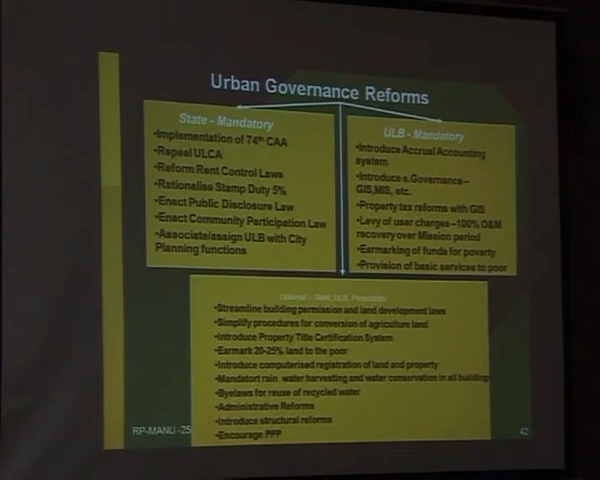 Urban Governance Reforms
State - Mandatory
•Implementation of 74th CAA
•Repeal ULCA
•Reform Rent Control Laws
•Rationalise Stamp Duty 5%
•Enact Public Disclosure Law
•Enact Community Participation Law
•Associate/assign ULB with City
Planning functions
ULB - Mandatory
•Introduce Accrual Accounting
system
•Introduce e.Governance–
GIS,MIS, etc.
•Property tax reforms with GIS
•Levy of user charges–100% O&M
recovery over Mission period
•Earmarking of funds for poverty
•Provision of basic services to poor
Optional – State, ULB,
•Streamline building permission and land development laws
•Simplify procedures for conversion of agriculture land
•Introduce Property Title Certification System
•Earmark 20-25% land to the poor
•Introduce computerised registration of land and property
•Mandatort rain water harvesting and water conservation in all buildings
•Byelaws for reuse of recycled water
•Administrative Reforms
•Introduce structural reforms
•Encourage PPP
RP-MANU -25
42